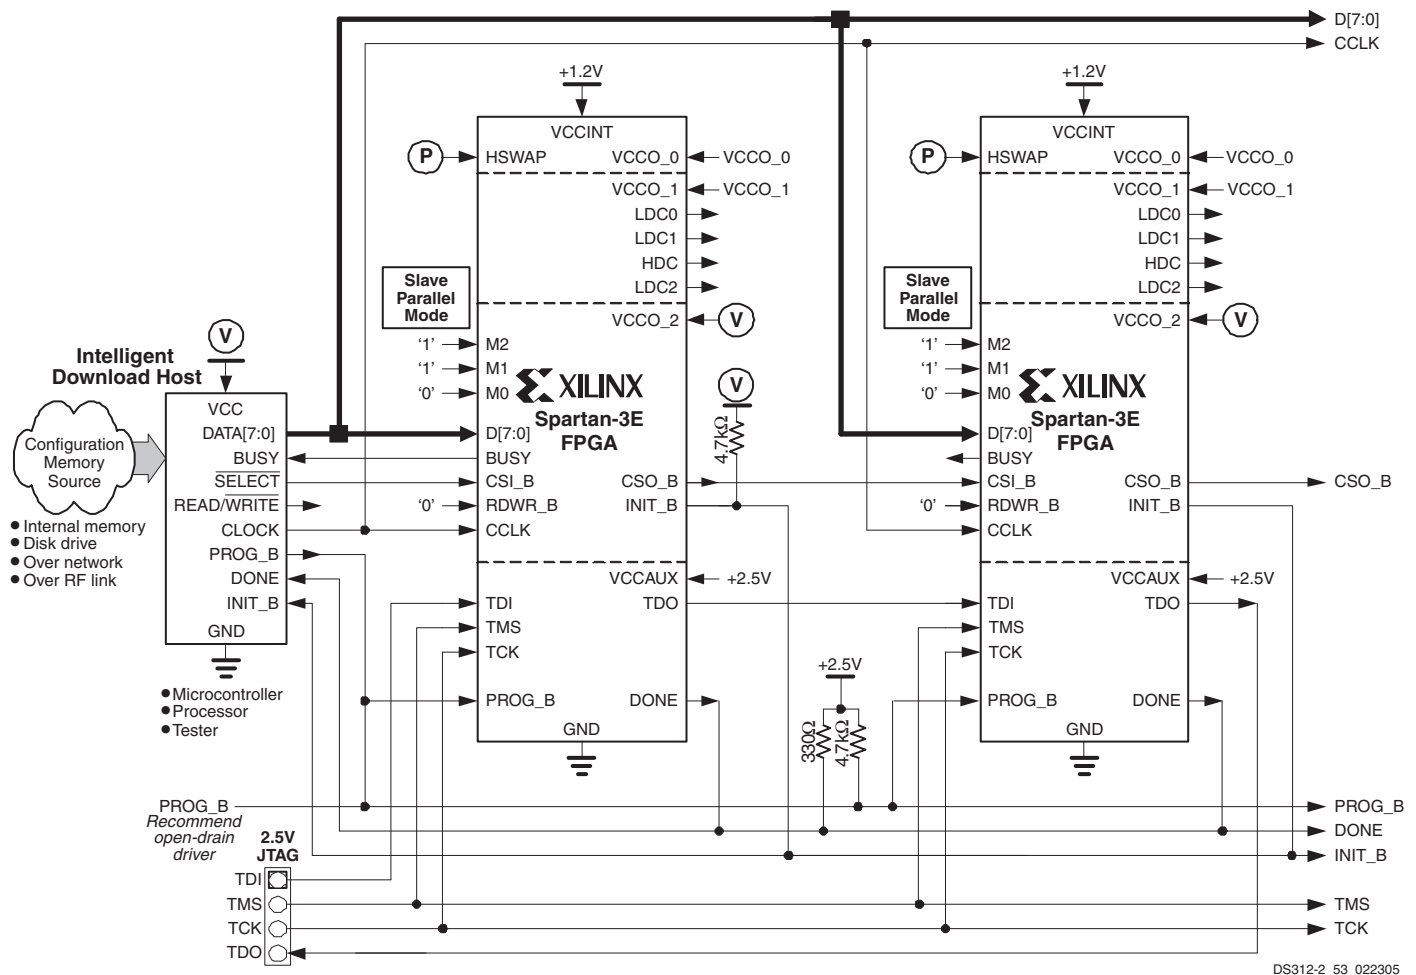 D[7:0]
CCLK
+1.2V
+1.2V
VCCINT
VCCINT
P
HSWAP
VCCO_0
VCCO_0
P
HSWAP
VCCO_0
VCCO_0
VCCO_1
VCCO_1
VCCO_1
VCCO_1
LDC0
LDC0
LDC1
LDC1
HDC
HDC
LDC2
LDC2
Slave
Parallel
Mode
Slave
Parallel
Mode
VCCO_2
V
VCCO_2
V
V
Intelligent
Download Host
'1'
M2
'1'
M2
'1'
M1
'1'
M1
'0'
M0
'0'
M0
XILINX
XILINX
Spartan-3E
FPGA
Spartan-3E
FPGA
V
4.7kΩ
VCC
DATA[7:0]
D[7:0]
D[7:0]
BUSY
BUSY
BUSY
SELECT
CSI_B
CSO_B
CSI_B
CSO_B
CSO_B
READ/WRITE
'0'
RDWR_B
INIT_B
'0'
RDWR_B
INIT_B
CLOCK
CCLK
CCLK
PROG_B
DONE
INIT_B
GND
Configuration
Memory
Source
● Internal memory
● Disk drive
● Over network
● Over RF link
● Microcontroller
● Processor
● Tester
VCCAUX
+2.5V
VCCAUX
+2.5V
TDI
TDO
TDI
TDO
TMS
TMS
TCK
TCK
+2.5V
PROG_B
DONE
PROG_B
DONE
330Ω
4.7kΩ
GND
GND
PROG_B
PROG_B
Recommend
open-drain
driver
DONE
INIT_B
2.5V
JTAG
TDI
TMS
TMS
TCK
TCK
TDO
DS312-2_53_022305